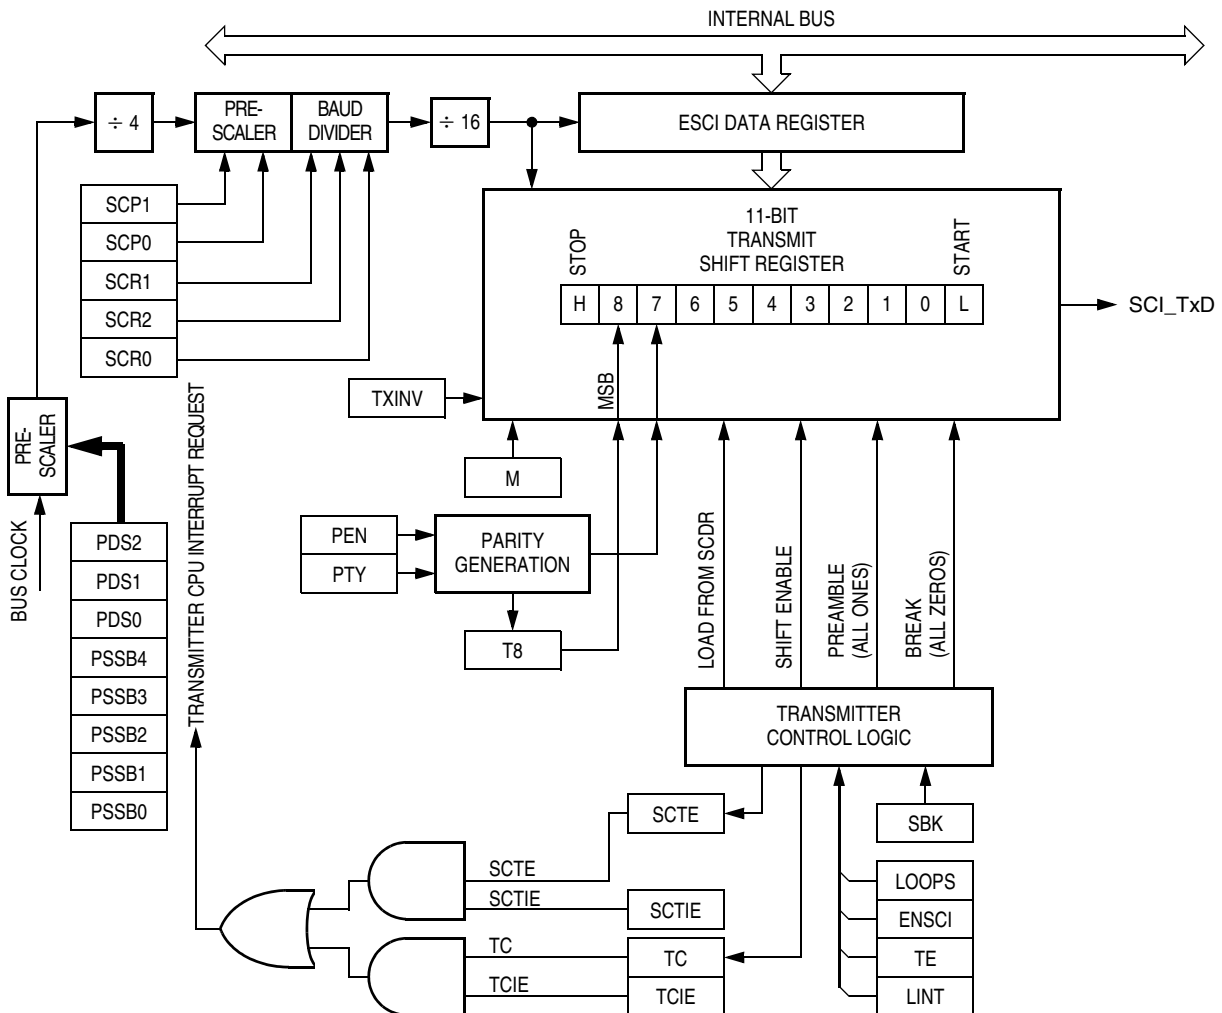 INTERNAL BUS
÷ 4
PRE-
SCALER
BAUD
DIVIDER
÷ 16
ESCI DATA REGISTER
SCP1
SCP0
SCR1
SCR2
SCR0
11-BIT
TRANSMIT
SHIFT REGISTER
STOP
START
H 8 7 6 5 4 3 2 1 0 L
SCI_TxD
MSB
TXINV
M
PRE-
SCALER
BUS CLOCK
PDS2
PDS1
PDS0
PSSB4
PSSB3
PSSB2
PSSB1
PSSB0
TRANSMITTER CPU INTERRUPT REQUEST
PEN
PTY
PARITY
GENERATION
T8
LOAD FROM SCDR
SHIFT ENABLE
PREAMBLE
(ALL ONES)
BREAK
(ALL ZEROS)
TRANSMITTER
CONTROL LOGIC
SCTE
SBK
SCTE
SCTIE
SCTIE
TC
TC
TCIE
TCIE
LOOPS
ENSCI
TE
LINT